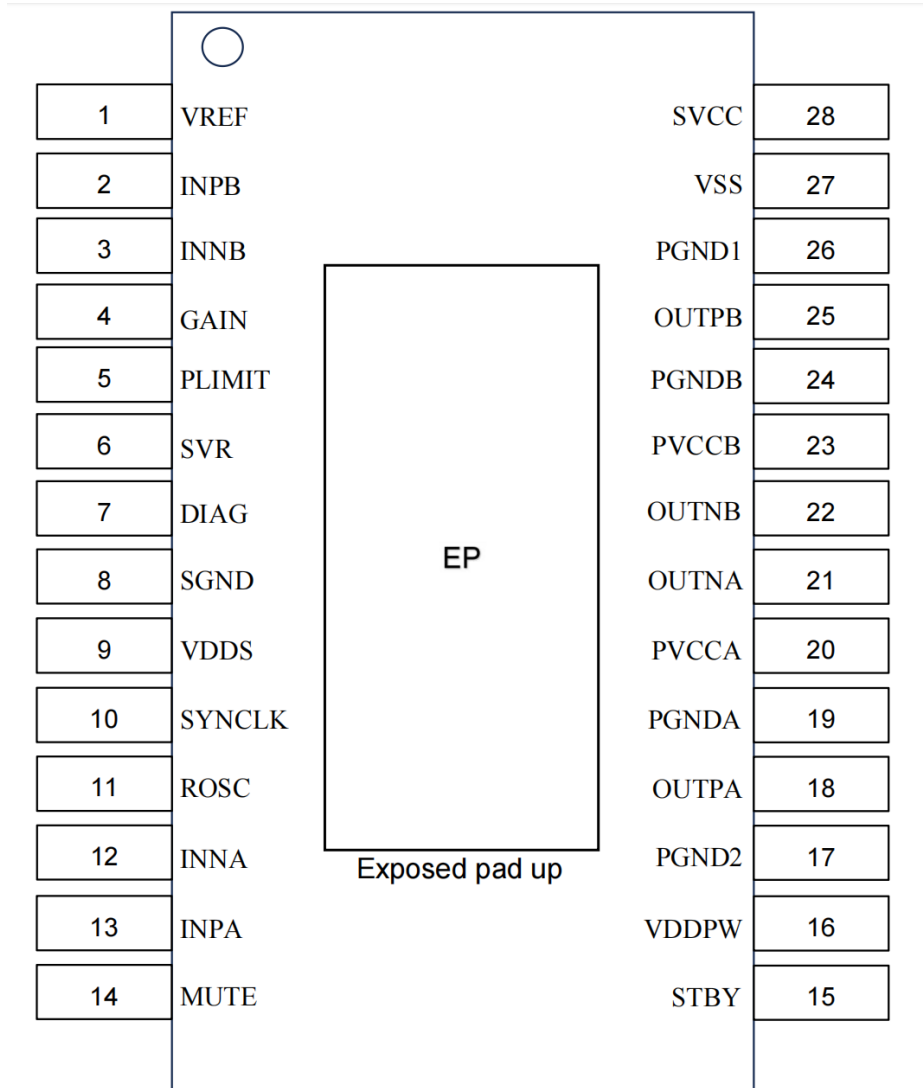 1 VREF SVCC 28
2 INPB VSS 27
3 INNB PGND1 26
4 GAIN OUTPB 25
5 PLIMIT PGNDB 24
6 SVR PVCCB 23
7 DIAG OUTNB 22
EP
8 SGND OUTNA 21
9 VDDS PVCCA 20
10 SYNCLK PGNDA 19
11 ROSC OUTPA 18
12 INNA PGND2 17
Exposed pad up
13 INPA VDDPW 16
14 MUTE STBY 15